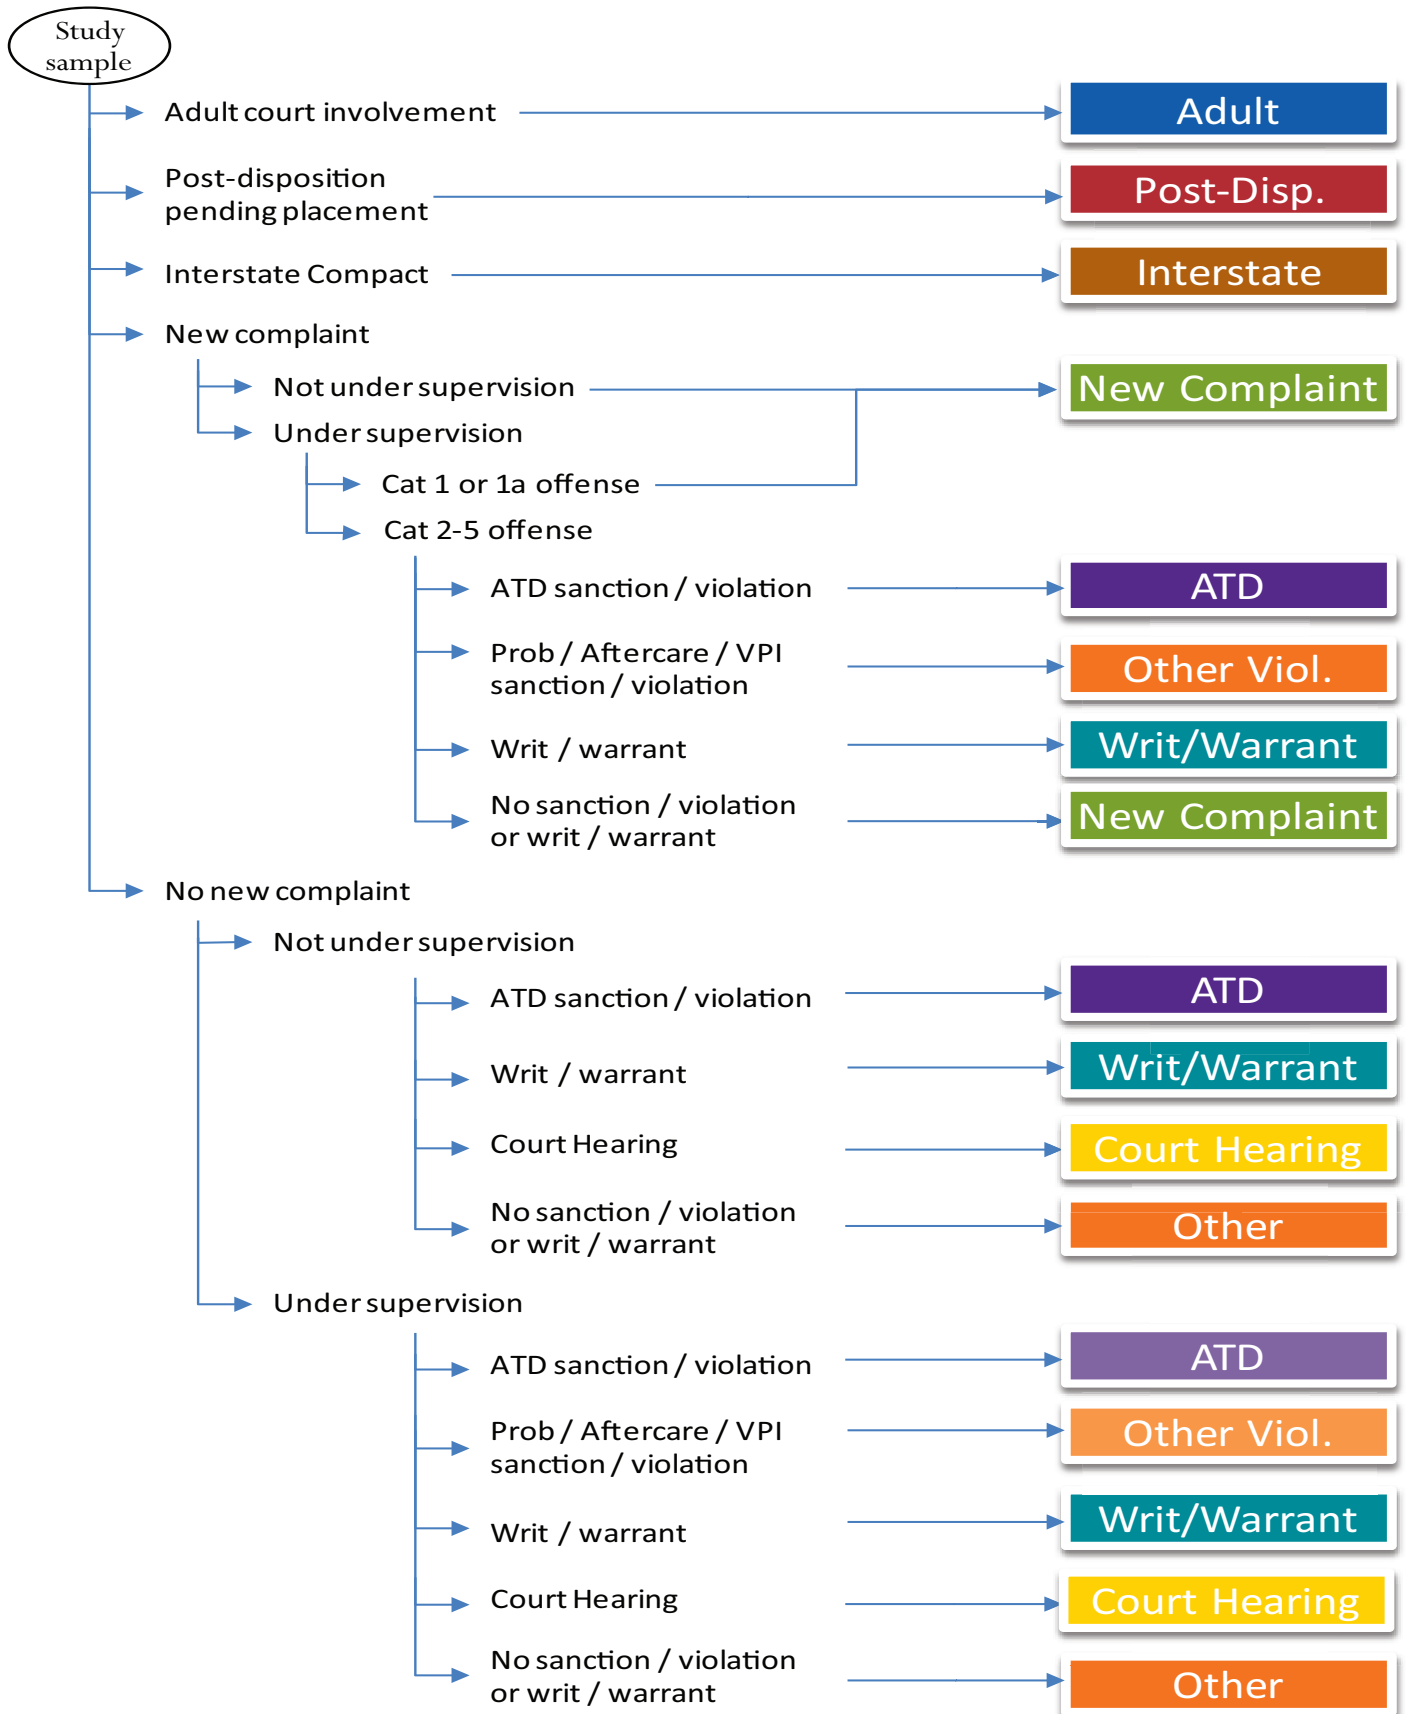 Study
sample
Adult court involvement
Adult
Post-disposition
pending placement
Post-Disp.
Interstate Compact
Interstate
New complaint
Not under supervision
New Complaint
Under supervision
Cat 1 or 1a offense
Cat 2-5 offense
ATD sanction / violation
ATD
Prob / Aftercare / VPI
sanction / violation
Other Viol.
Writ / warrant
Writ/Warrant
No sanction / violation
or writ / warrant
New Complaint
No new complaint
Not under supervision
ATD sanction / violation
ATD
Writ / warrant
Writ/Warrant
Court Hearing
Court Hearing
No sanction / violation
or writ / warrant
Other
Under supervision
ATD sanction / violation
ATD
Prob / Aftercare / VPI
sanction / violation
Other Viol.
Writ / warrant
Writ/Warrant
Court Hearing
Court Hearing
No sanction / violation
or writ / warrant
Other